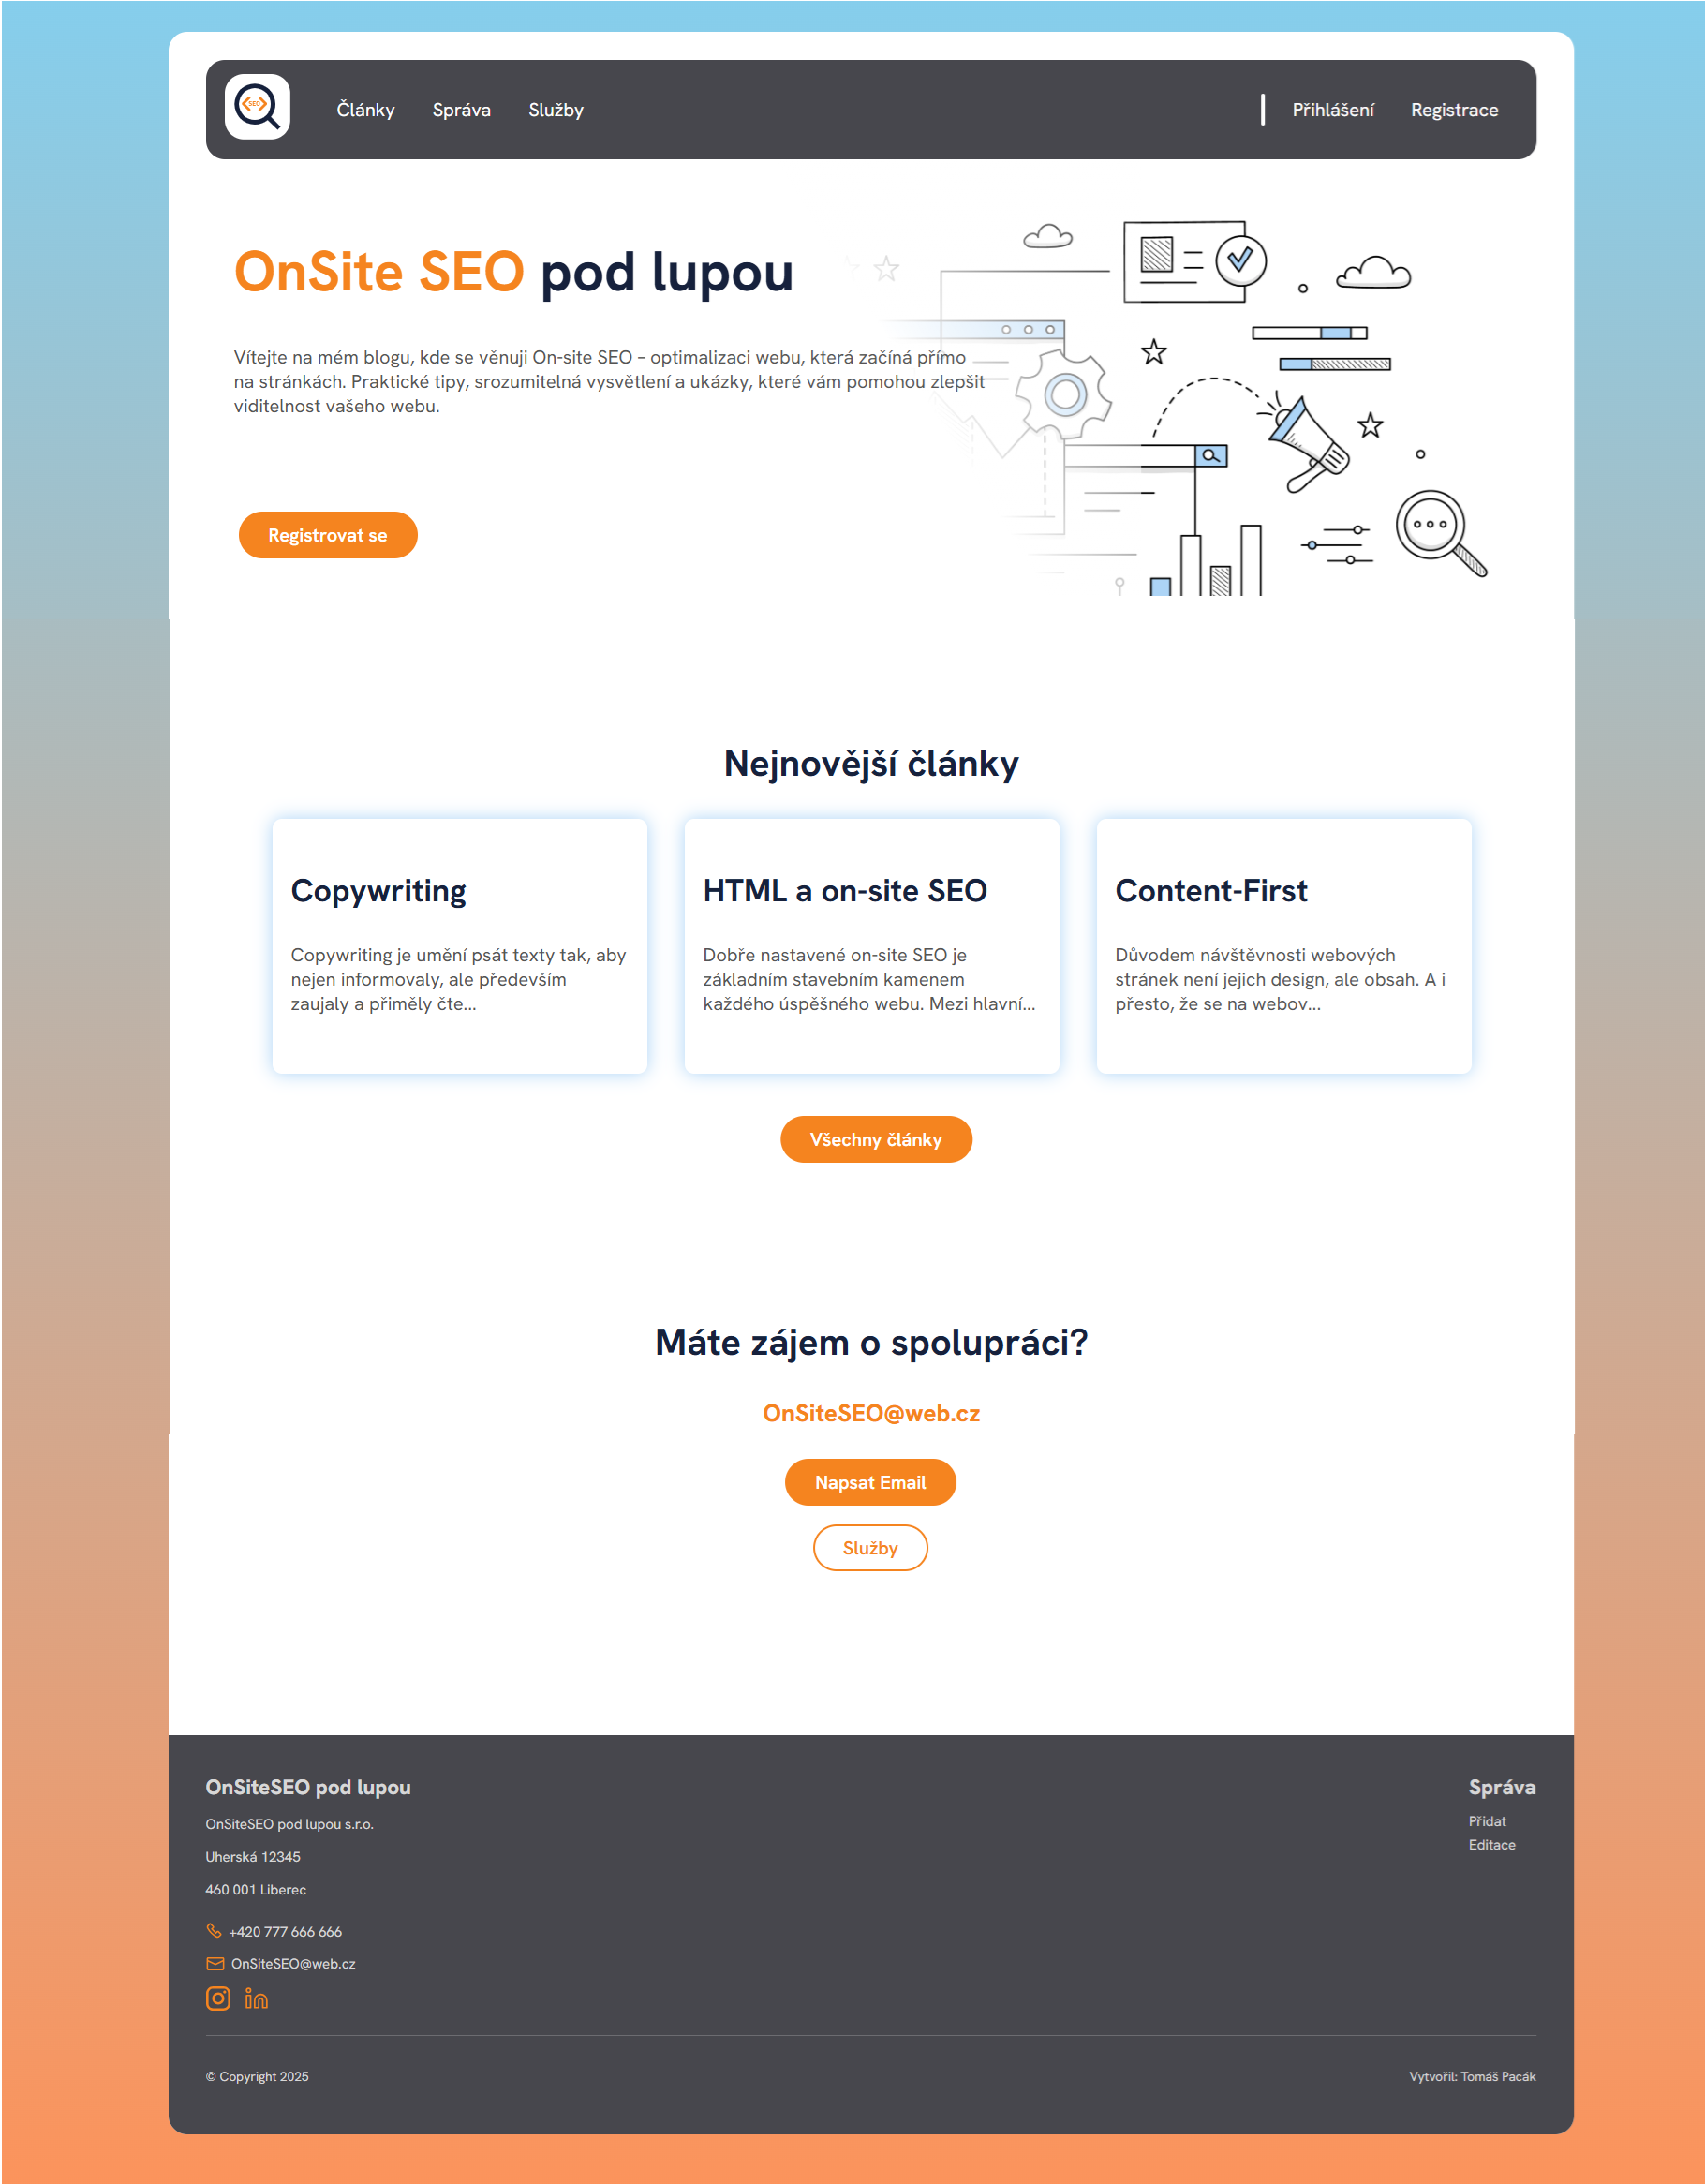 SEO
Články
Správa
Služby
Přihlášení
Registrace
OnSite SEO pod lupou
Vítejte na mém blogu, kde se věnuji On-site SEO – optimalizaci webu, která začíná přímo
na stránkách. Praktické tipy, srozumitelná vysvětlení a ukázky, které vám pomohou zlepšit
viditelnost vašeho webu.
Registrovat se
Nejnovější články
Copywriting
Copywriting je umění psát texty tak, aby
nejen informovaly, ale především
zaujaly a přiměly čte...
HTML a on-site SEO
Dobře nastavené on-site SEO je
základním stavebním kamenem
každého úspěšného webu. Mezi hlavní...
Content-First
Důvodem návštěvnosti webových
stránek není jejich design, ale obsah. A i
přesto, že se na webov...
Všechny články
Máte zájem o spolupráci?
OnSiteSEO@web.cz
Napsat Email
Služby
OnSiteSEO pod lupou
OnSiteSEO pod lupou s.r.o.
Uherská 12345
460 001 Liberec
+420 777 666 666
OnSiteSEO@web.cz
Správa
Přidat
Editace
© Copyright 2025
Vytvořil: Tomáš Pacák